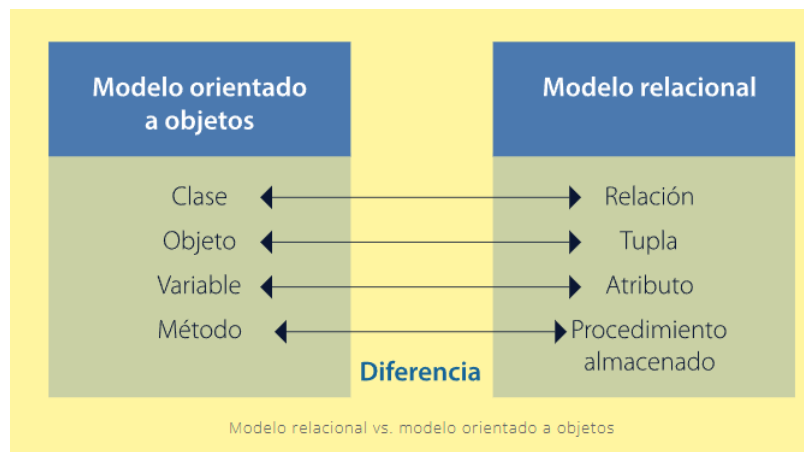 Modelo orientado
a objetos
Modelo relacional
Clase
Relación
Objeto
Tupla
Variable
Atributo
Método
Procedimiento
almacenado
Diferencia
Modelo relacional vs. modelo orientado a objetos